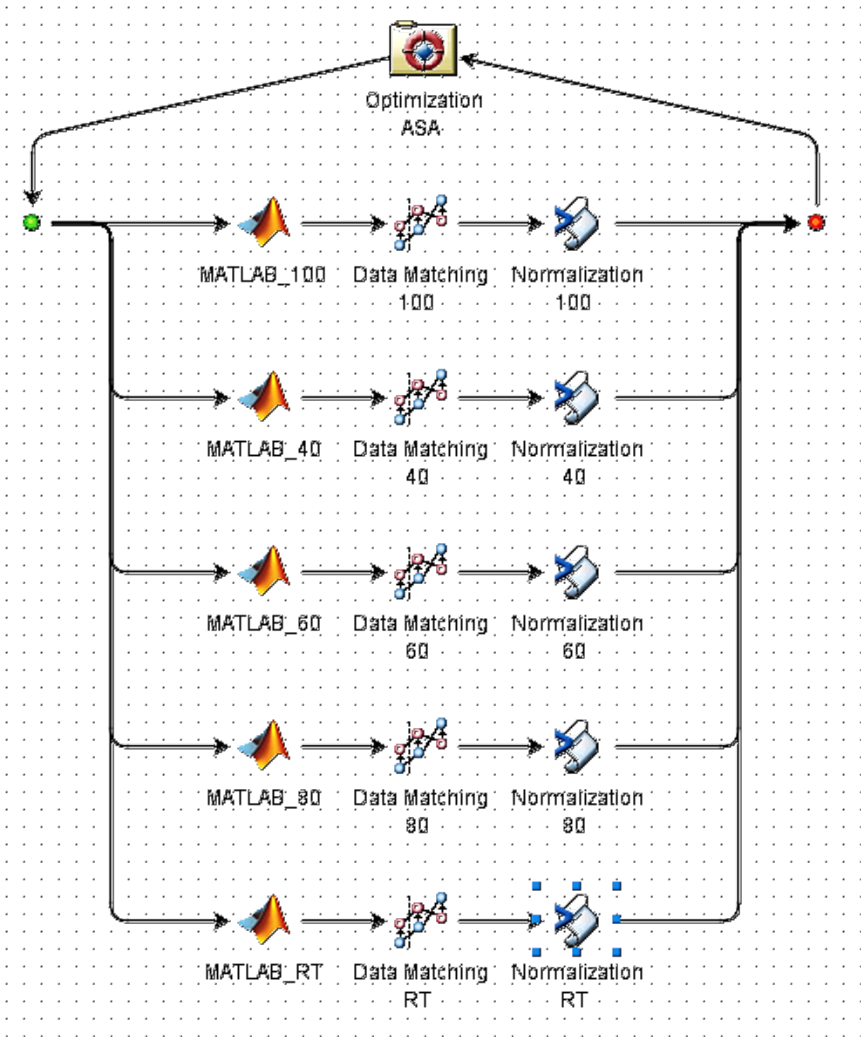 Optimization
ASA
MATLAB_100 Data Matching Normalization
100 100
MATLAB_40 Data Matching Normalization
40 40
MATLAB_60 Data Matching Normalization
60 60
MATLAB_80 Data Matching Normalization
80 80
MATLAB_RT Data Matching Normalization
RT RT